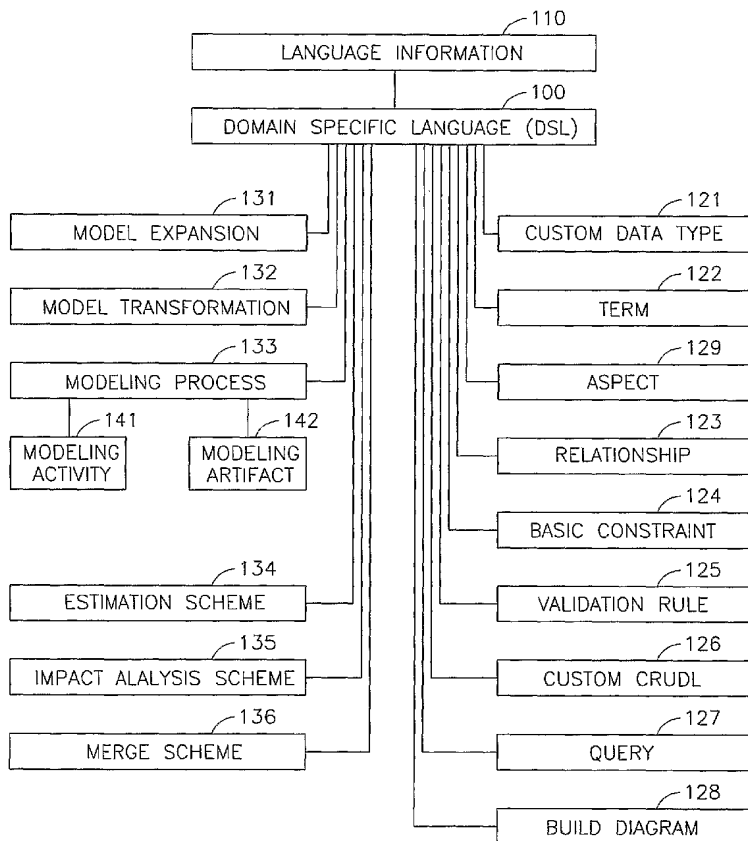 110
LANGUAGE INFORMATION
100
DOMAIN SPECIFIC LANGUAGE (DSL)
131
MODEL EXPANSION
132
MODEL TRANSFORMATION
133
MODELING PROCESS
141
MODELING
ACTIVITY
142
MODELING
ARTIFACT
134
ESTIMATION SCHEME
135
IMPACT ALALYSIS SCHEME
136
MERGE SCHEME
121
CUSTOM DATA TYPE
122
TERM
129
ASPECT
123
RELATIONSHIP
124
BASIC CONSTRAINT
125
VALIDATION RULE
126
CUSTOM CRUDL
127
QUERY
128
BUILD DIAGRAM